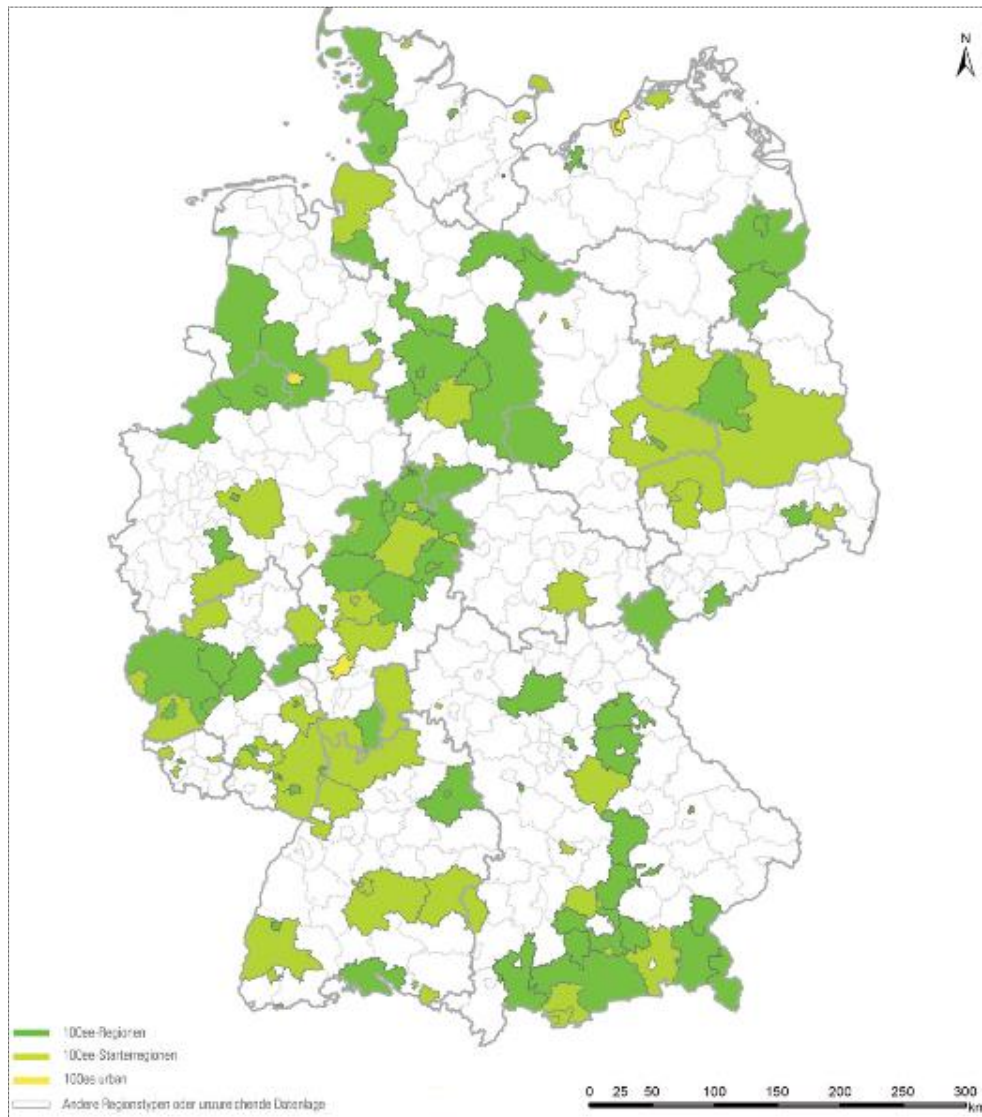 N
100ee-Regionen
100ee-Starterregionen
100ee urban
Andere Regionstypen oder unzureichende Datenlage
0 25 50 100 150 200 250 300
km